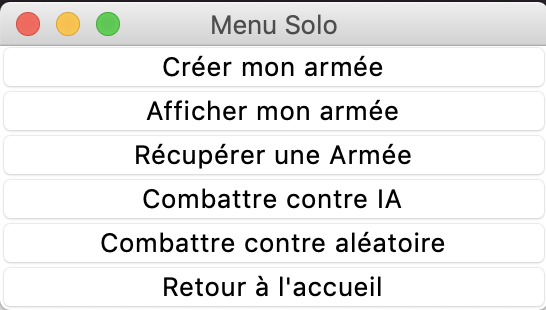 Menu Solo
Créer mon armée
Afficher mon armée
Récupérer une Armée
Combattre contre IA
Combattre contre aléatoire
Retour à l'accueil